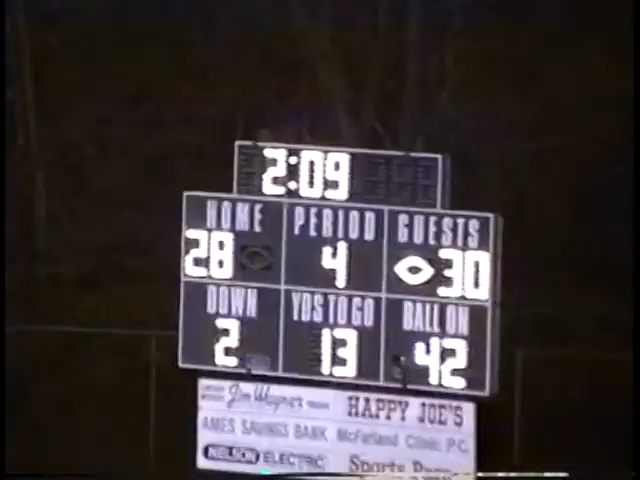 2:09
HOME PERIOD GUESTS
28 4 30
DOWN YDS TO GO BALL ON
2 13 42
Jim Wagner HAPPY JOE'S
AMES SAVINGS BANK McFarland Clinic, P.C.
NELSON ELECTRIC Sports